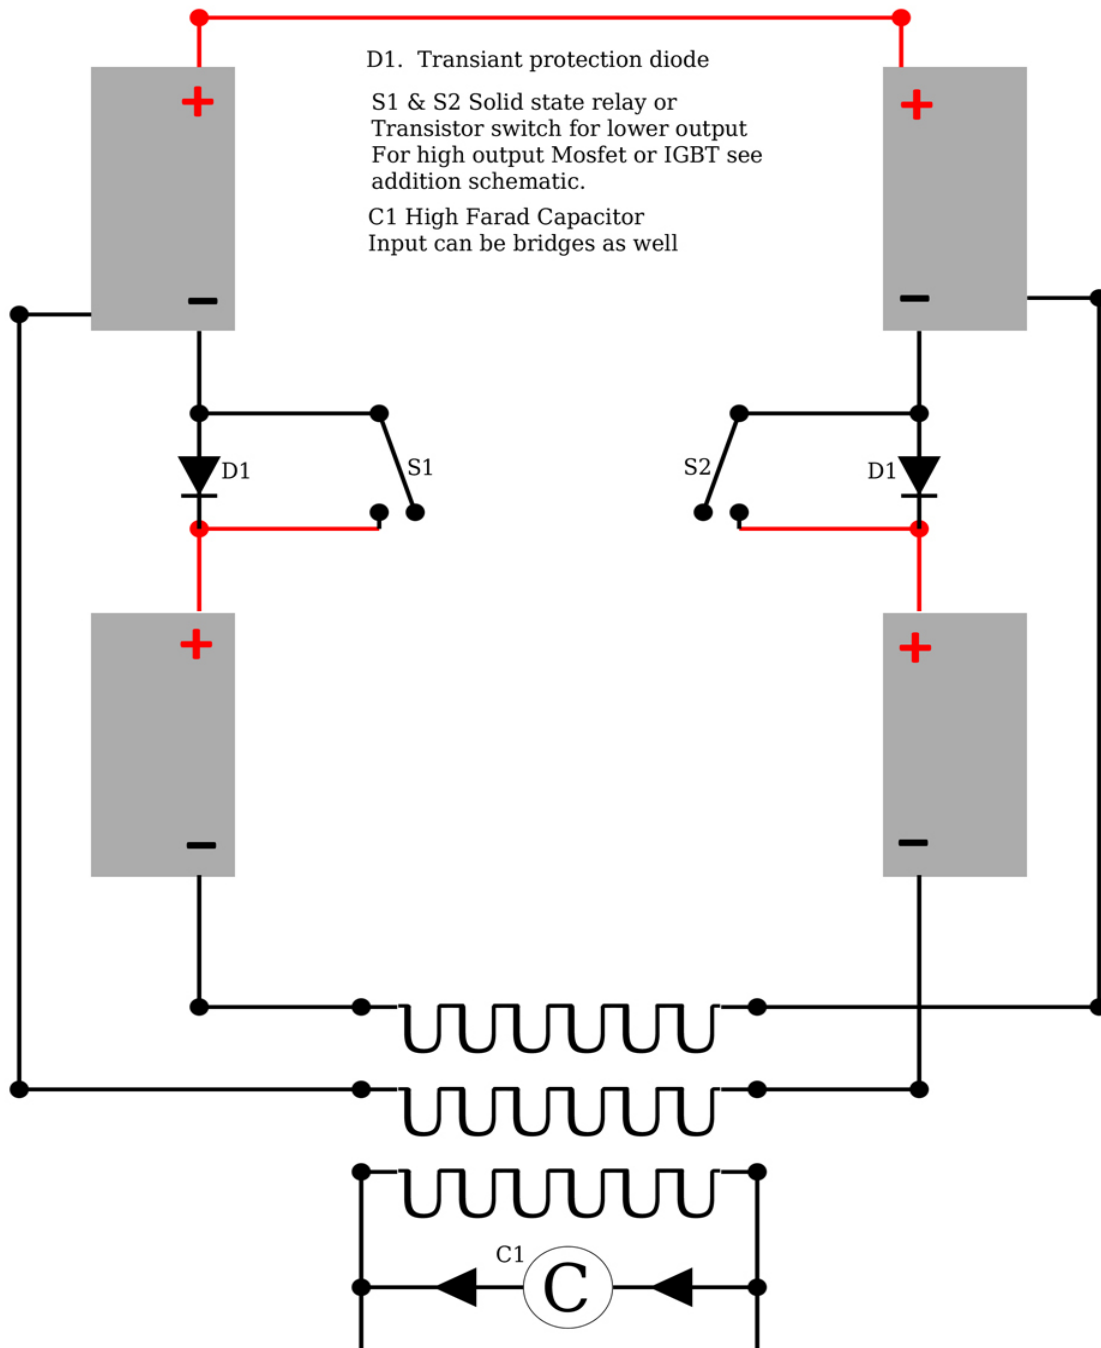 D1.  Transiant protection diode
S1 & S2 Solid state relay or
Transistor switch for lower output
For high output Mosfet or IGBT see
addition schematic.
C1 High Farad Capacitor
Input can be bridges as well
+
+
−
−
D1
S1
S2
D1
+
+
−
−
C1
C